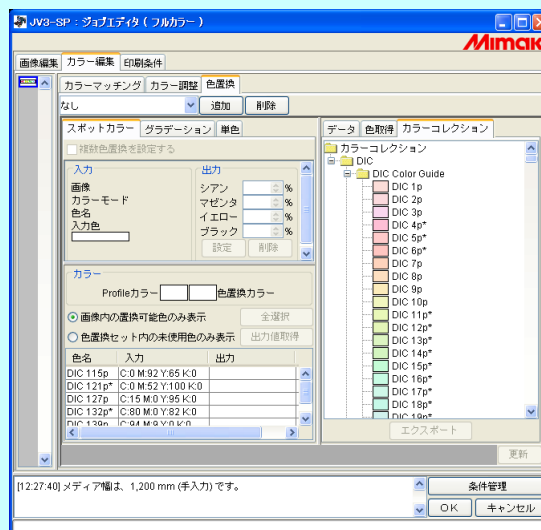 JV3-SP : ジョブエディタ ( フルカラー )
Mimaki
画像編集 カラー編集 印刷条件
カラーマッチング カラー調整 色置換
なし 追加 削除
スポットカラー グラデーション 単色
複数色置換を設定する
入力
画像
カラーモード
色名
入力色
出力
シアン %
マゼンタ %
イエロー %
ブラック %
設定 削除
カラー
Profileカラー 色置換カラー
画像内の置換可能色のみ表示 全選択
色置換セット内の未使用色のみ表示 出力値取得
色名 入力 出力
DIC 115p C:0 M:92 Y:65 K:0
DIC 121p* C:0 M:52 Y:100 K:0
DIC 127p C:15 M:0 Y:95 K:0
DIC 132p* C:80 M:0 Y:82 K:0
DIC 139p C:94 M:9 Y:0 K:0
データ 色取得 カラーコレクション
カラーコレクション
DIC
DIC Color Guide
DIC 1p
DIC 2p
DIC 3p
DIC 4p*
DIC 5p*
DIC 6p*
DIC 7p
DIC 8p
DIC 9p
DIC 10p
DIC 11p*
DIC 12p*
DIC 13p*
DIC 14p*
DIC 15p*
DIC 16p*
DIC 17p*
DIC 18p*
DIC 19p*
エクスポート
更新
[12:27:40] メディア幅は、1,200 mm (手入力) です。
条件管理
OK キャンセル